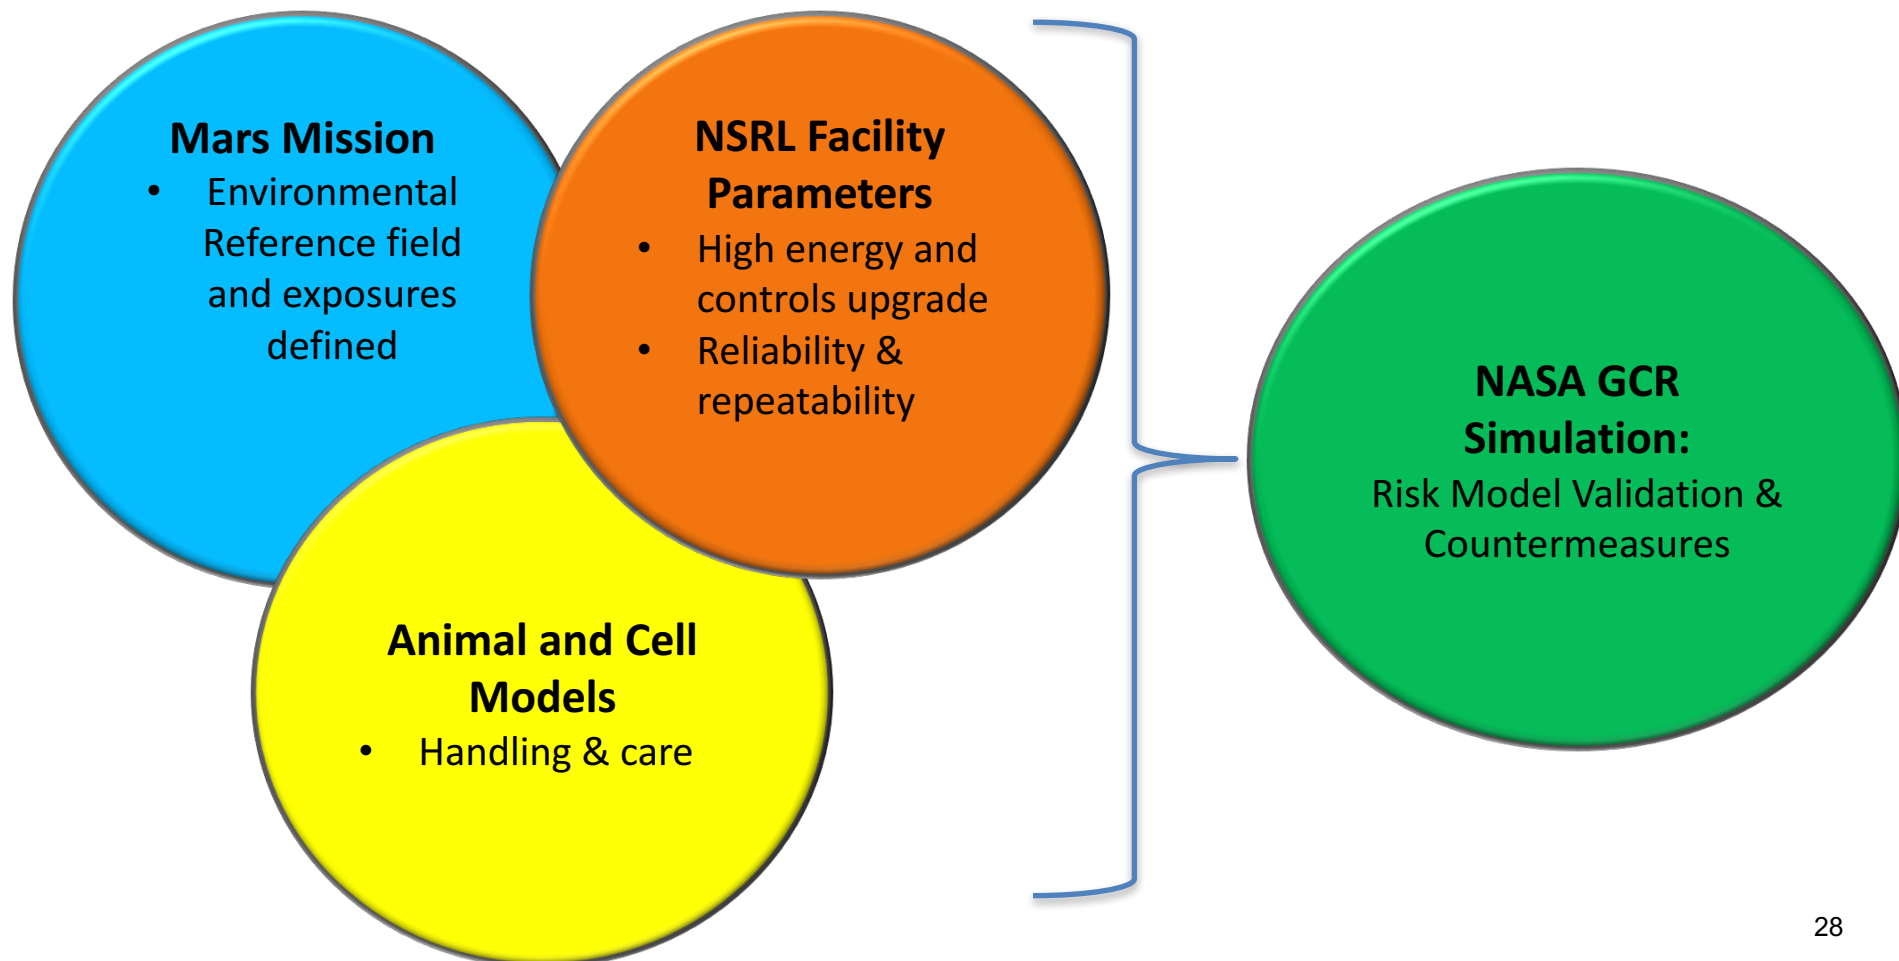 Mars Mission
• Environmental
Reference field
and exposures
defined
NSRL Facility
Parameters
• High energy and
controls upgrade
• Reliability &
repeatability
Animal and Cell
Models
• Handling & care
NASA GCR
Simulation:
Risk Model Validation &
Countermeasures
28